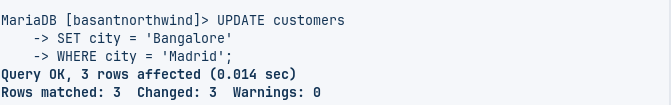 MariaDB [basantnorthwind]> UPDATE customers
    -> SET city = 'Bangalore'
    -> WHERE city = 'Madrid';
Query OK, 3 rows affected (0.014 sec)
Rows matched: 3  Changed: 3  Warnings: 0